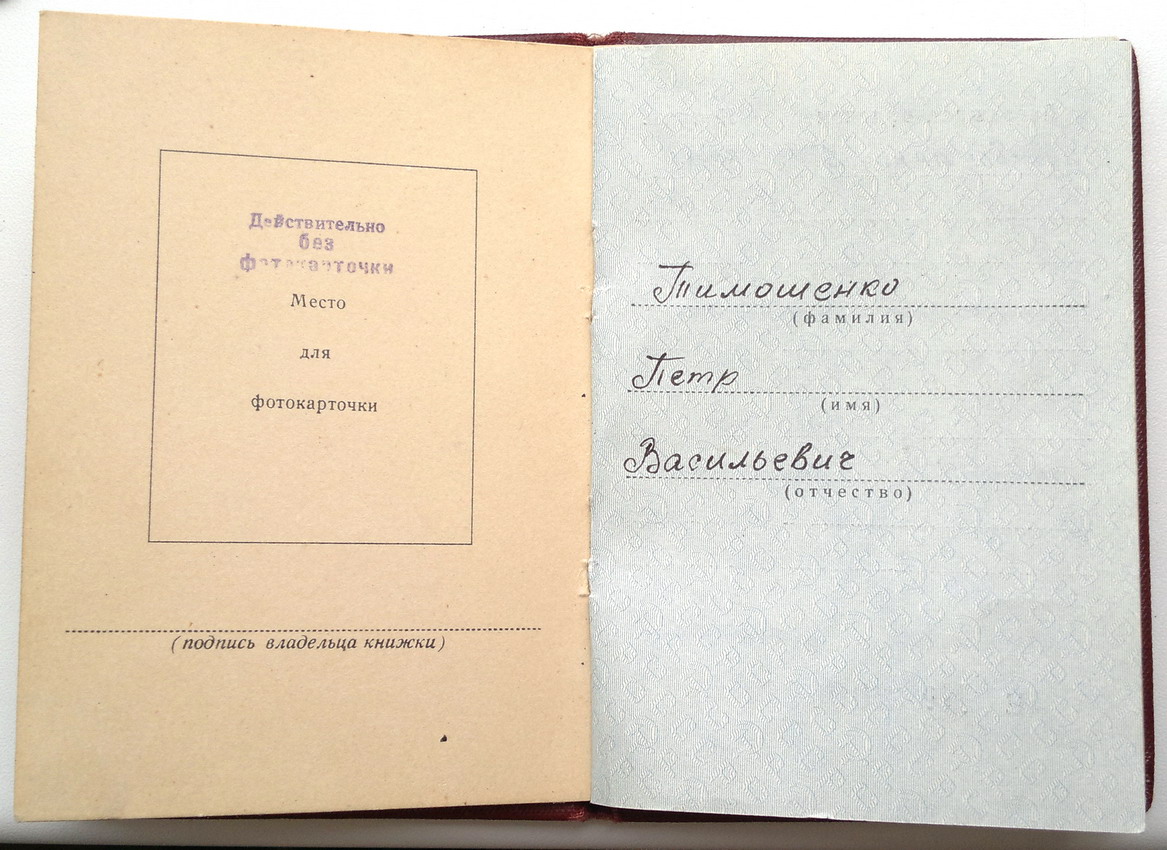 Действительно
без
фотокарточки
Место
для
фотокарточки
(подпись владельца книжки)
Тимошенко
(фамилия)
Петр
(имя)
Васильевич
(отчество)